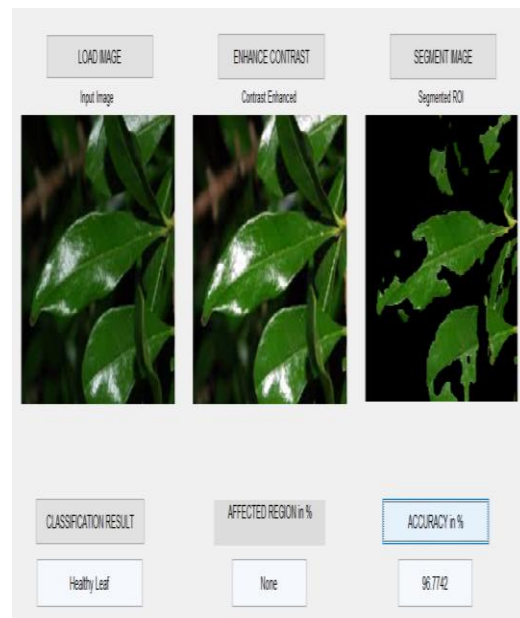 LOAD IMAGE
ENHANCE CONTRAST
SEGMENT IMAGE
Input Image
Contrast Enhanced
Segmented ROI
CLASSIFICATION RESULT
AFFECTED REGION in %
ACCURACY in %
Healthy Leaf
None
96.7742